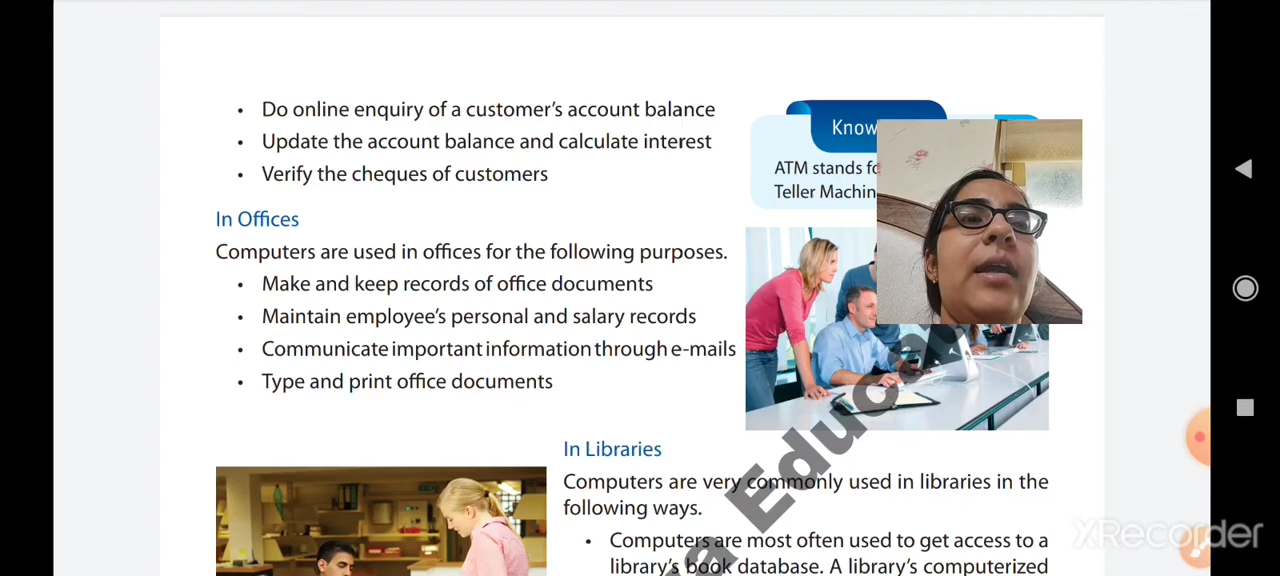 • Do online enquiry of a customer's account balance
• Update the account balance and calculate interest
• Verify the cheques of customers
Know
ATM stands
Teller
In Offices
Computers are used in offices for the following purposes.
• Make and keep records of office documents
• Maintain employee's personal and salary records
• Communicate important information through e-mails
• Type and print office documents
In Libraries
Computers are very commonly used in libraries in the
following ways.
• Computers are most often used to get access to a
library's book database. A library's computerized
XRecorder